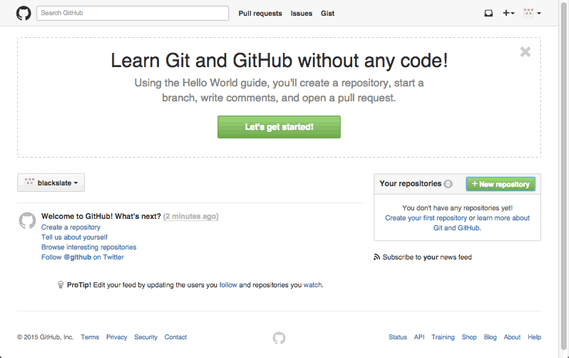 Search GitHub
Pull requests Issues Gist
Learn Git and GitHub without any code!
Using the Hello World guide, you'll create a repository, start a
branch, write comments, and open a pull request.
Let's get started!
blackslate
Your repositories 0
+ New repository
You don't have any repositories yet!
Create your first repository or learn more about
Git and GitHub.
Subscribe to your news feed
Welcome to GitHub! What's next? (2 minutes ago)
Create a repository
Tell us about yourself
Browse interesting repositories
Follow @github on Twitter
ProTip! Edit your feed by updating the users you follow and repositories you watch.
© 2015 GitHub, Inc. Terms Privacy Security Contact
Status API Training Shop Blog About Help